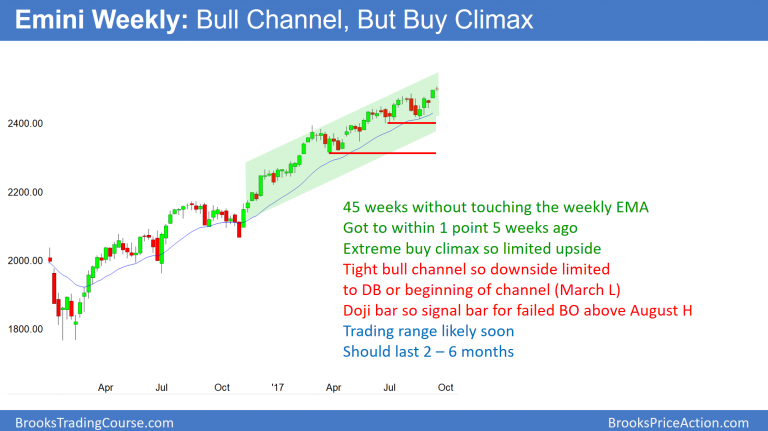 Emini Weekly: Bull Channel, But Buy Climax
2400.00
2200.00
2000.00
1800.00
45 weeks without touching the weekly EMA
Got to within 1 point 5 weeks ago
Extreme buy climax so limited upside
Tight bull channel so downside limited
to DB or beginning of channel (March L)
Doji bar so signal bar for failed BO above August H
Trading range likely soon
Should last 2 – 6 months
Apr Jul Oct '17 Apr Jul Oct
BrooksTradingCourse.com BrooksPriceAction.com